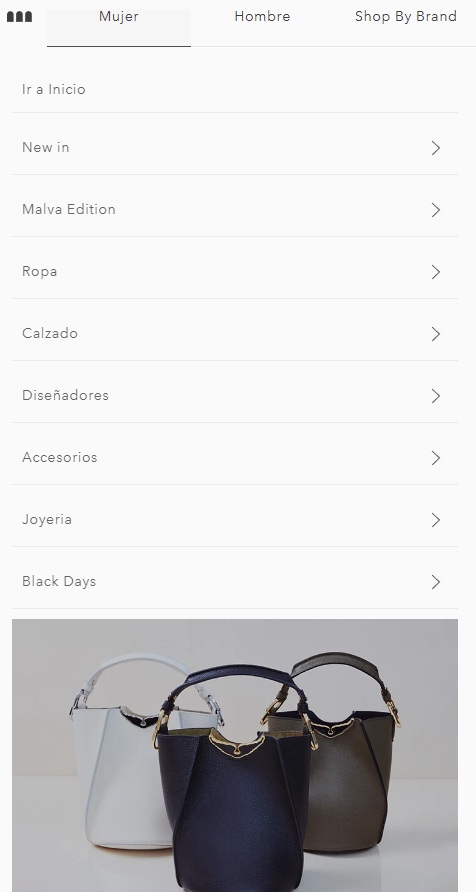 Mujer Hombre Shop By Brand
Ir a Inicio
New in
Malva Edition
Ropa
Calzado
Diseñadores
Accesorios
Joyeria
Black Days